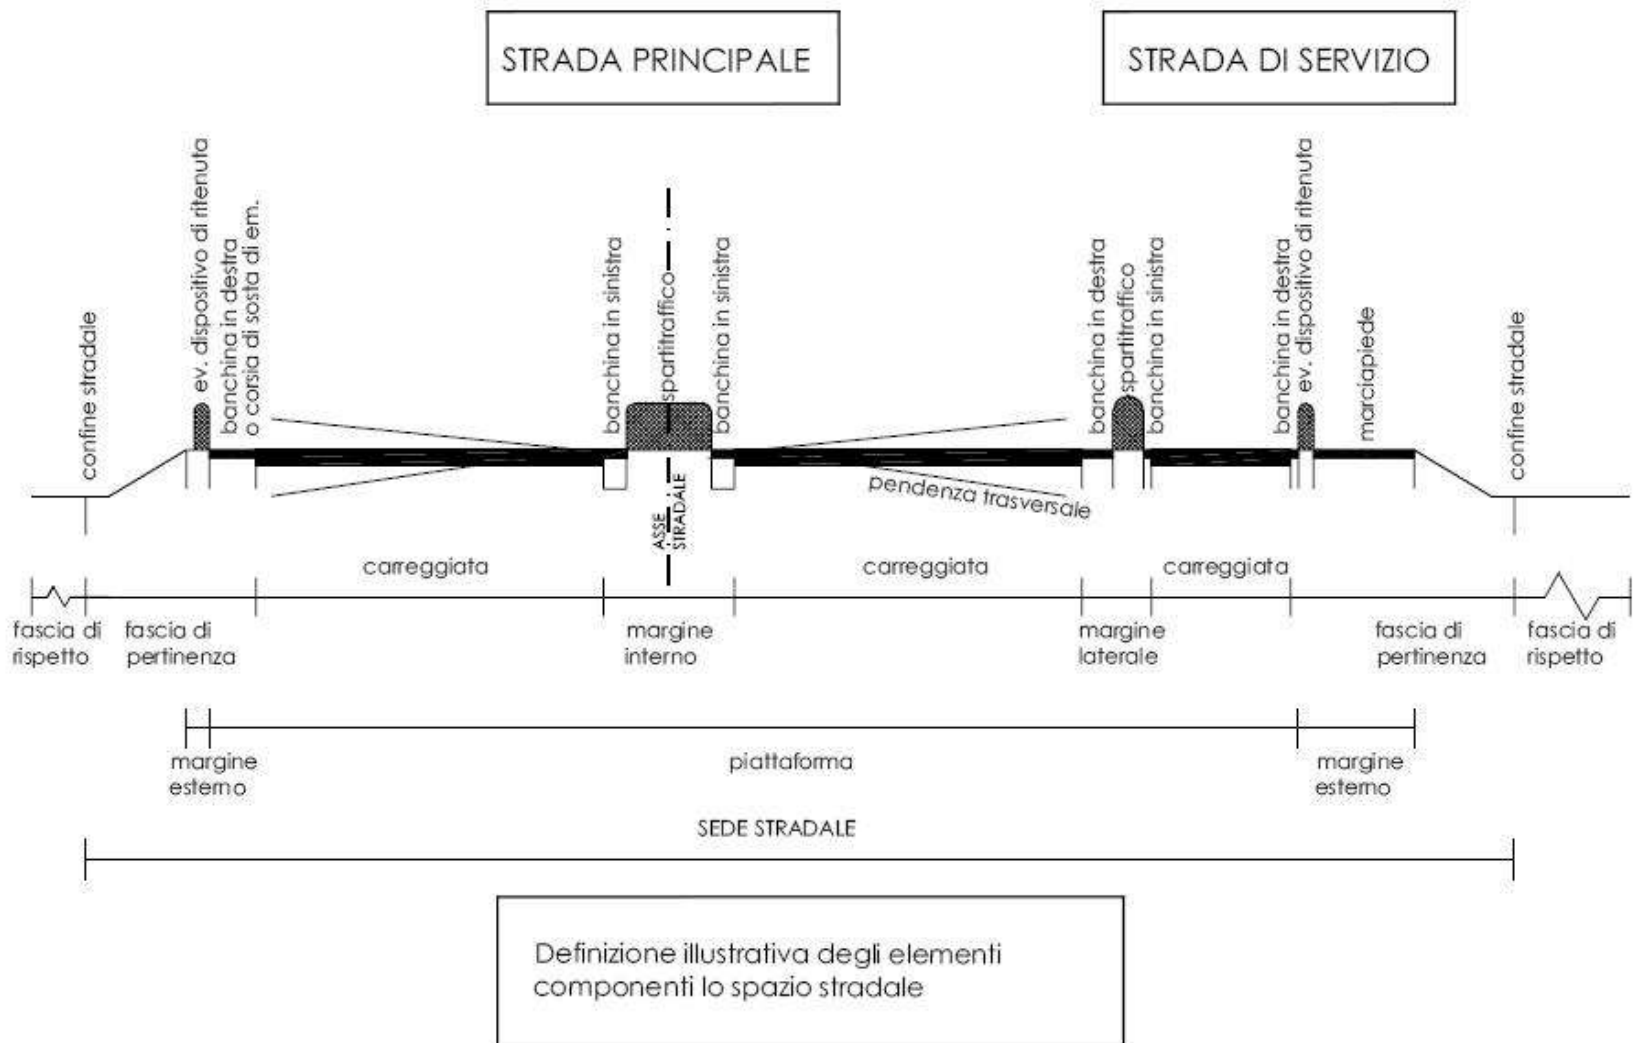 STRADA PRINCIPALE
STRADA DI SERVIZIO
confine stradale
ev. dispositivo di ritenuta
banchina in destra
o corsia di sosta di em.
banchina in sinistra
spartitraffico
banchina in sinistra
banchina in destra
spartitraffico
banchina in sinistra
banchina in destra
ev. dispositivo di ritenuta
marciapiede
confine stradale
pendenza trasversale
ASSE
STRADALE
carreggiata
carreggiata
carreggiata
fascia di
rispetto
fascia di
pertinenza
margine
interno
margine
laterale
fascia di
pertinenza
fascia di
rispetto
margine
esterno
piattaforma
margine
esterno
SEDE STRADALE
Definizione illustrativa degli elementi
componenti lo spazio stradale